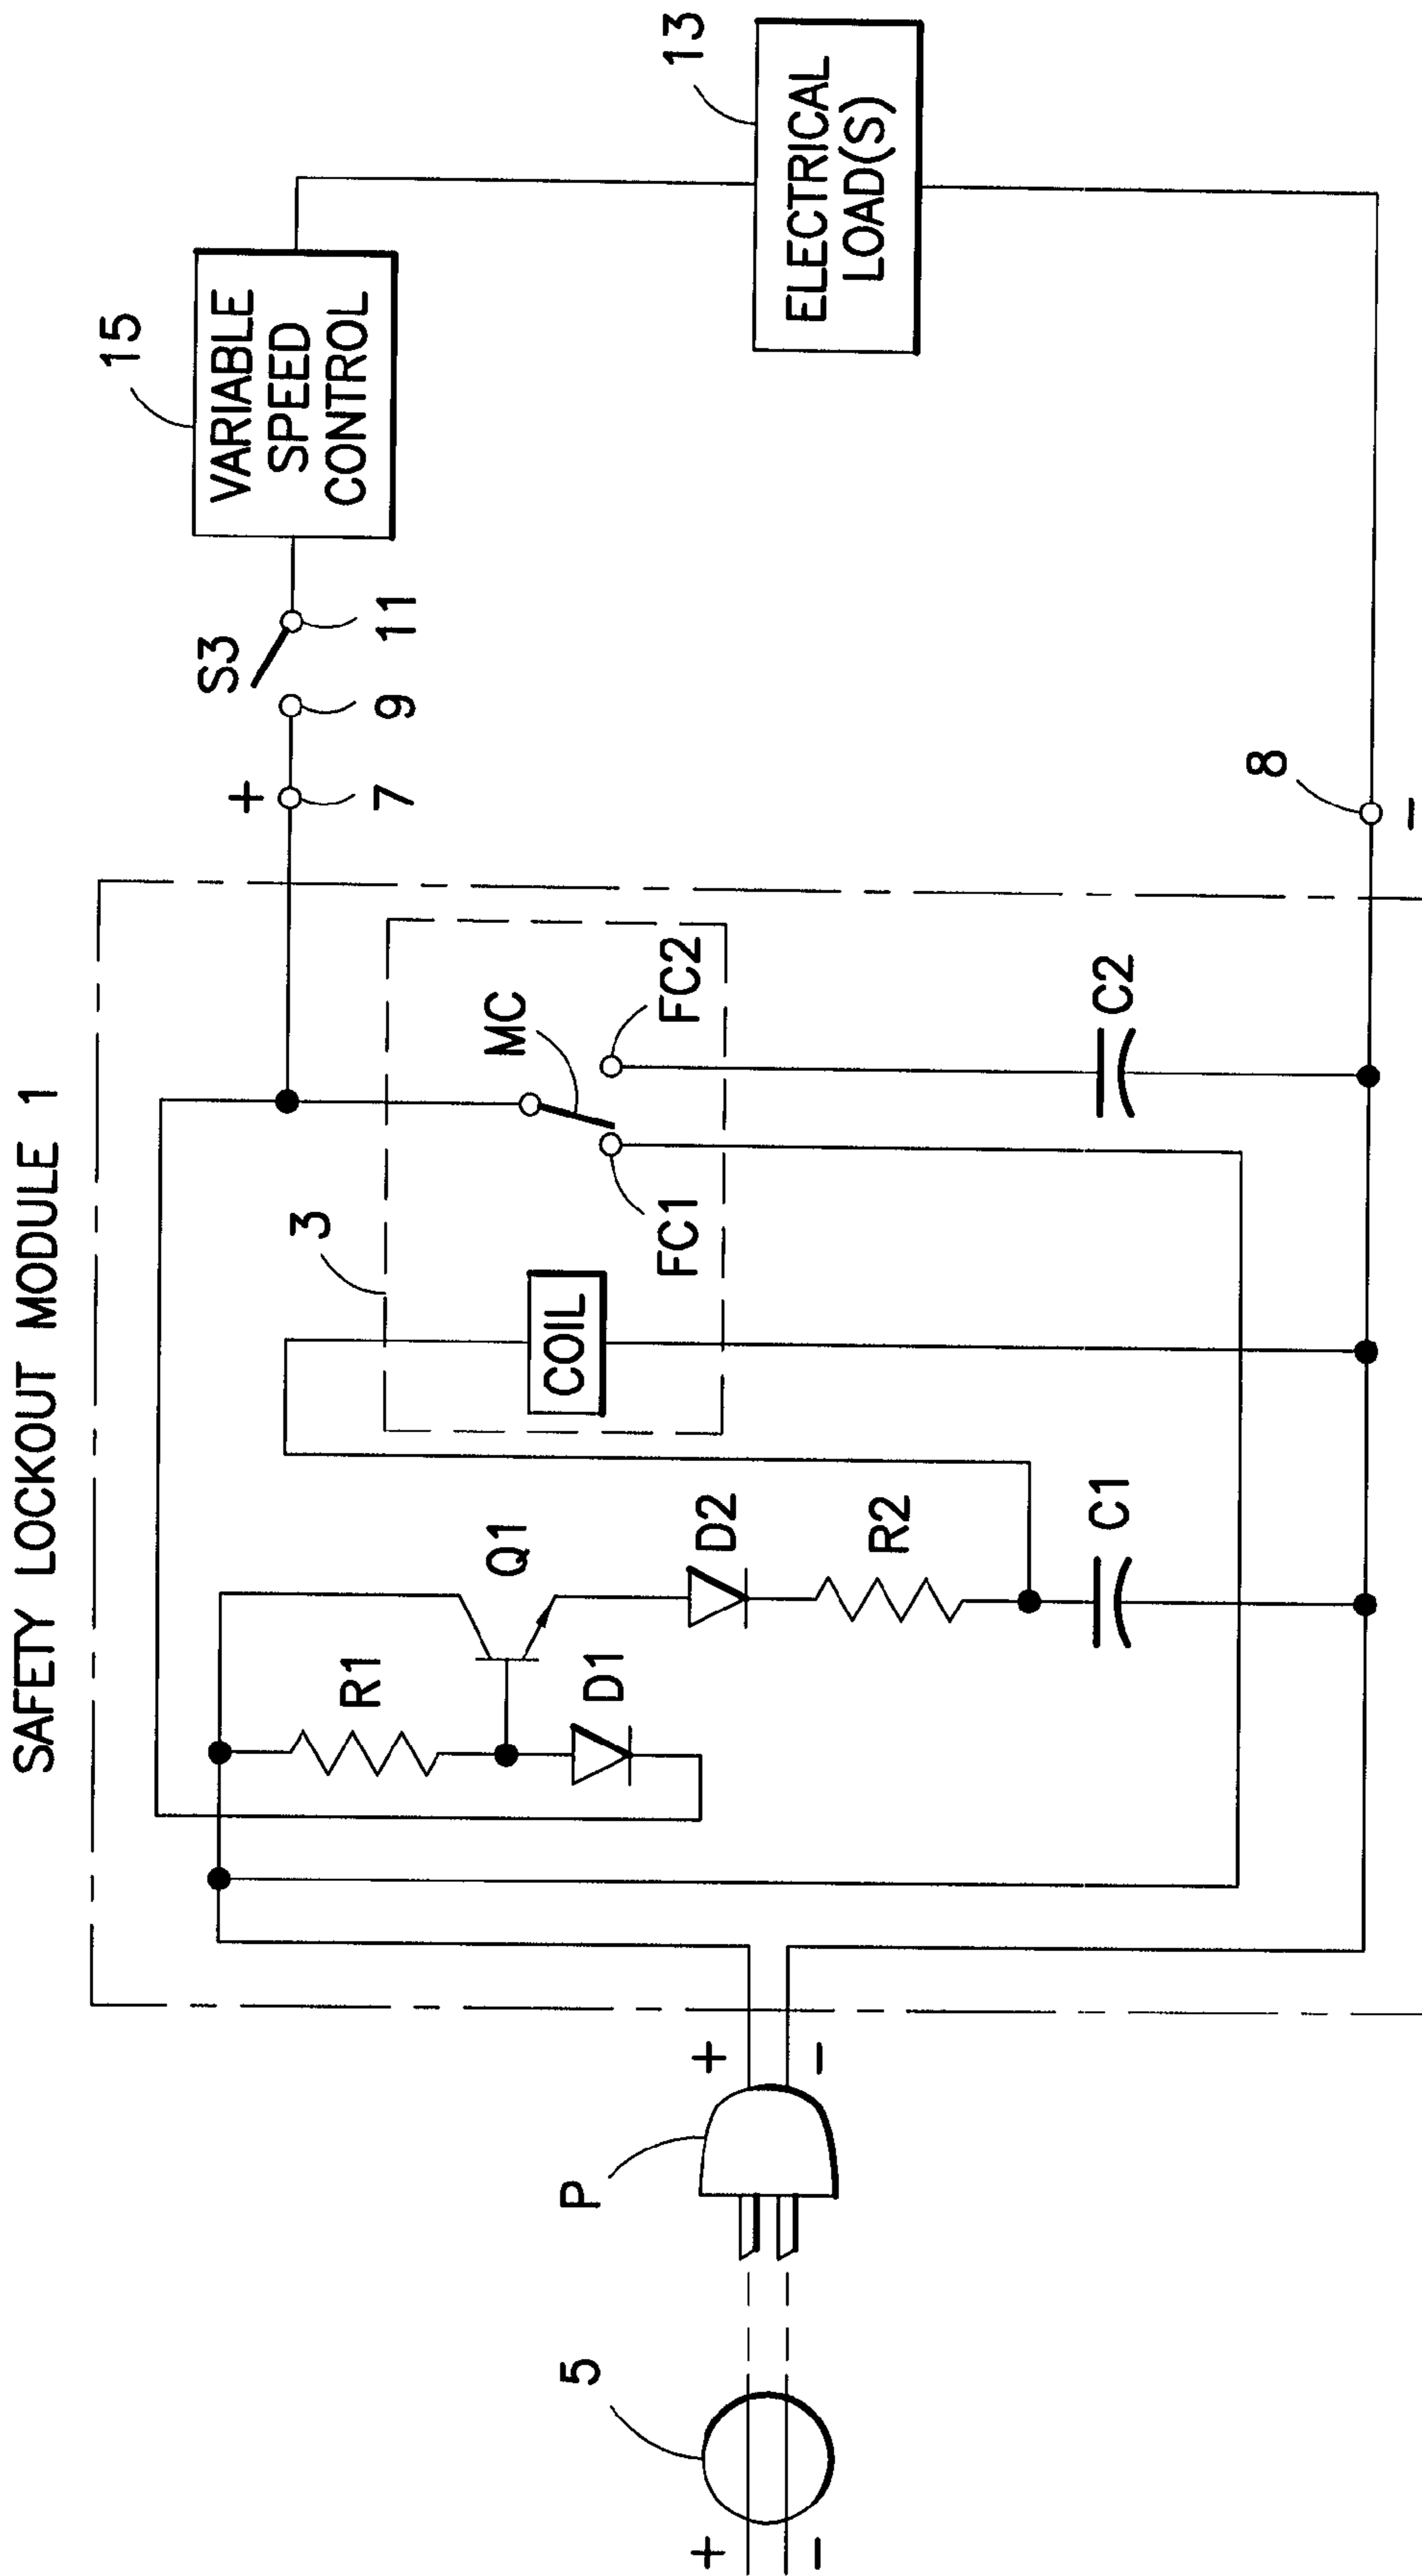 SAFETY LOCKOUT MODULE 1
15
VARIABLE
SPEED
CONTROL
S3
+
7
9
11
13
ELECTRICAL
LOAD(S)
3
MC
COIL
FC1
FC2
R1
Q1
D1
D2
R2
C1
C2
8
−
5
P
+
−
+
−